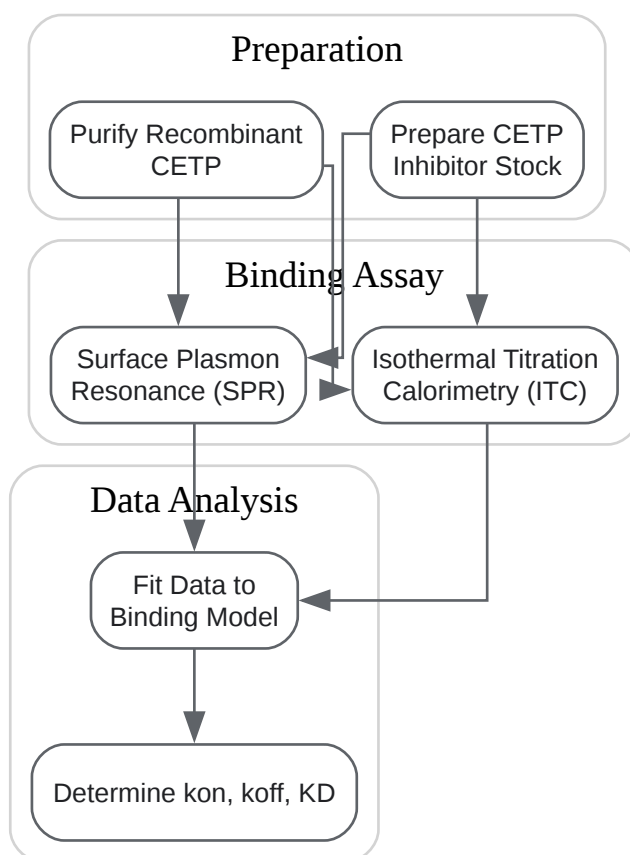 Preparation
Purify Recombinant
CETP
Prepare CETP
Inhibitor Stock
Binding Assay
Surface Plasmon
Resonance (SPR)
Isothermal Titration
Calorimetry (ITC)
Data Analysis
Fit Data to
Binding Model
Determine kon, koff, KD